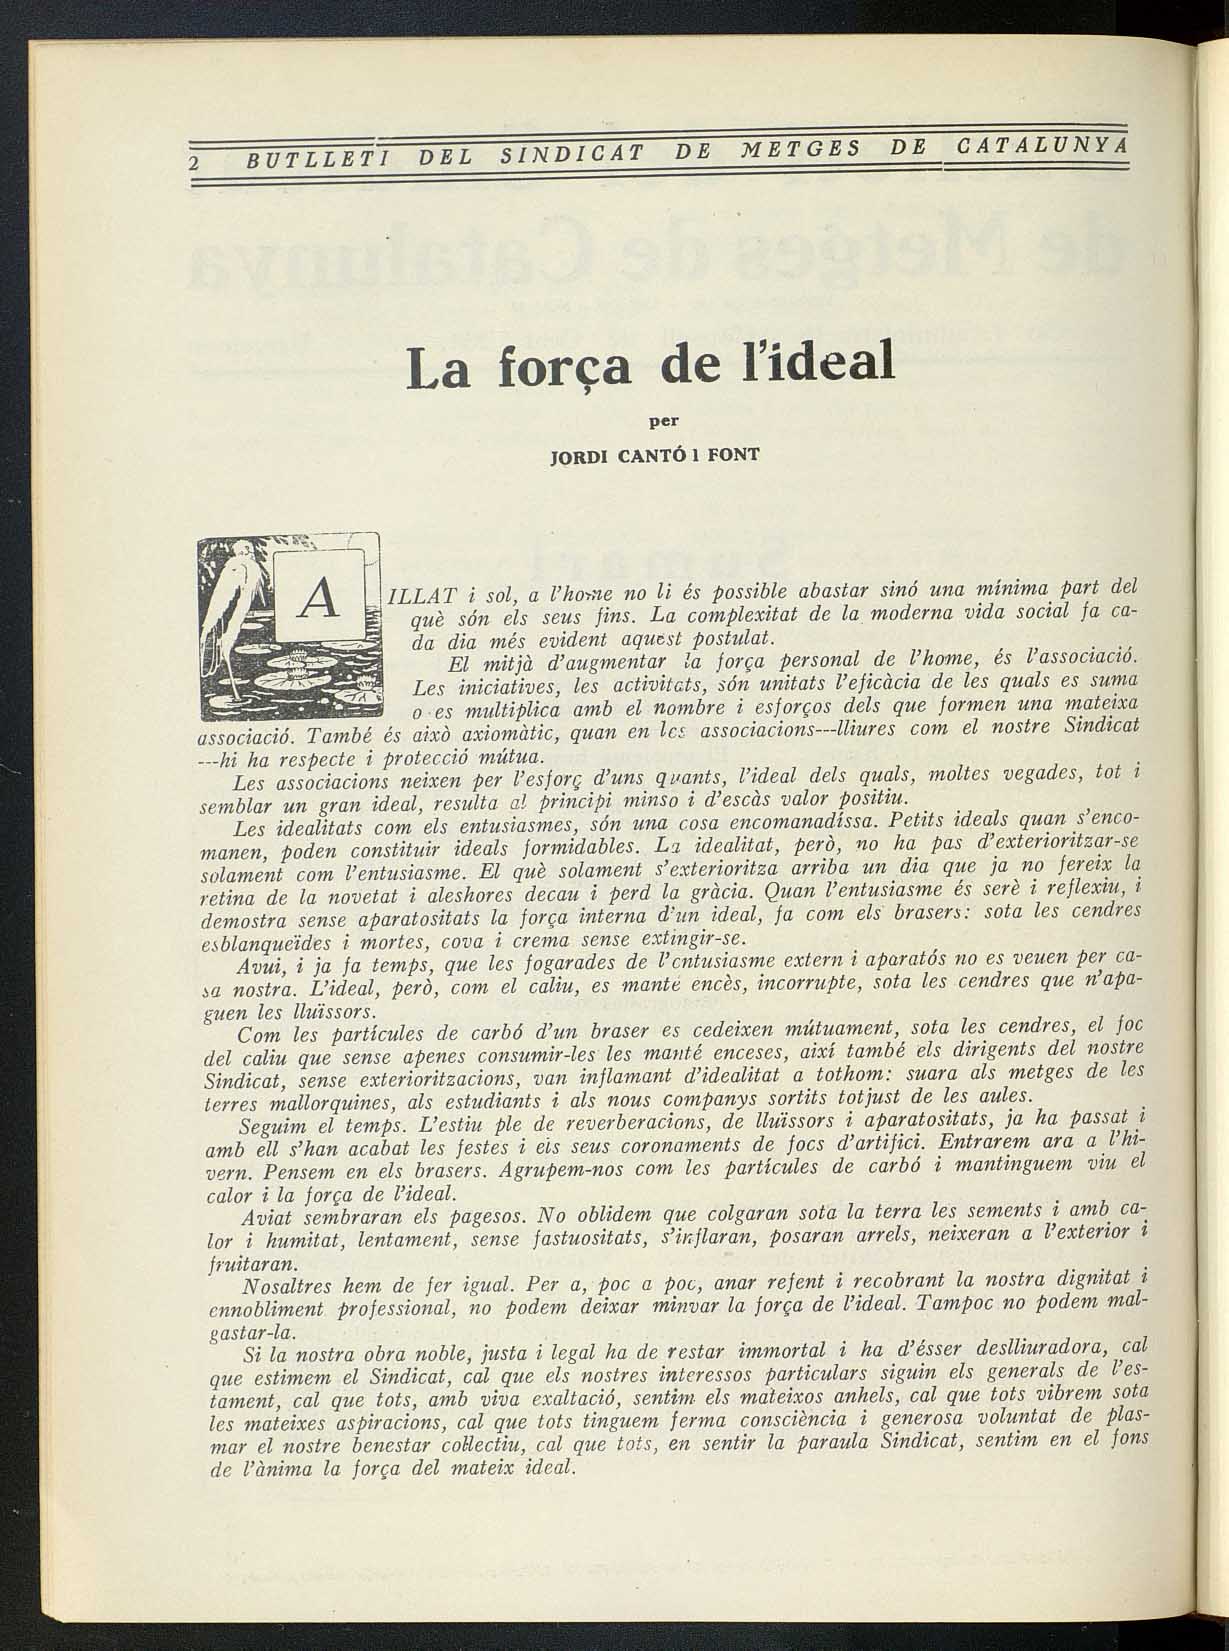 2 BUTLLETÍ DEL SINDICAT DE METGES DE CATALUNYA
La força de l'ideal
per
JORDI CANTÓ I FONT
AILLAT i sol, a l'home no li és possible abastar sinó una mínima part del
què són els seus fins. La complexitat de la moderna vida social fa ca-
da dia més evident aquest postulat.
El mitjà d'augmentar la força personal de l'home, és l'associació.
Les iniciatives, les activitats, són unitats l'eficàcia de les quals es suma
o es multiplica amb el nombre i esforços dels que formen una mateixa
associació. També és això axiomàtic, quan en les associacions---lliures com el nostre Sindicat
---hi ha respecte i protecció mútua.
Les associacions neixen per l'esforç d'uns quants, l'ideal dels quals, moltes vegades, tot i
semblar un gran ideal, resulta al principi minso i d'escàs valor positiu.
Les idealitats com els entusiasmes, són una cosa encomanadíssa. Petits ideals quan s'enco-
manen, poden constituir ideals formidables. La idealitat, però, no ha pas d'exterioritzar-se
solament com l'entusiasme. El què solament s'exterioritza arriba un dia que ja no fereix la
retina de la novetat i aleshores decau i perd la gràcia. Quan l'entusiasme és serè i reflexiu, i
demostra sense aparatositats la força interna d'un ideal, fa com els brasers: sota les cendres
esblanqueïdes i mortes, cova i crema sense extingir-se.
Avui, i ja fa temps, que les fogarades de l'entusiasme extern i aparatós no es veuen per ca-
sa nostra. L'ideal, però, com el caliu, es manté encès, incorrupte, sota les cendres que n'apa-
guen les lluïssors.
Com les partícules de carbó d'un braser es cedeixen mútuament, sota les cendres, el foc
del caliu que sense apenes consumir-les les manté enceses, així també els dirigents del nostre
Sindicat, sense exterioritzacions, van inflamant d'idealitat a tothom: suara als metges de les
terres mallorquines, als estudiants i als nous companys sortits totjust de les aules.
Seguim el temps. L'estiu ple de reverberacions, de lluïssors i aparatositats, ja ha passat i
amb ell s'han acabat les festes i els seus coronaments de focs d'artifici. Entrarem ara a l'hi-
vern. Pensem en els brasers. Agrupem-nos com les partícules de carbó i mantinguem viu el
calor i la força de l'ideal.
Aviat sembraran els pagesos. No oblidem que colgaran sota la terra les sements i amb ca-
lor i humitat, lentament, sense fastuositats, s'inflaran, posaran arrels, neixeran a l'exterior i
fruitaran.
Nosaltres hem de fer igual. Per a, poc a poc, anar refent i recobrant la nostra dignitat i
ennobliment professional, no podem deixar minvar la força de l'ideal. Tampoc no podem mal-
gastar-la.
Si la nostra obra noble, justa i legal ha de restar immortal i ha d'ésser deslliuradora, cal
que estimem el Sindicat, cal que els nostres interessos particulars siguin els generals de l'es-
tament, cal que tots, amb viva exaltació, sentim els mateixos anhels, cal que tots vibrem sota
les mateixes aspiracions, cal que tots tinguem ferma consciència i generosa voluntat de plas-
mar el nostre benestar col·lectiu, cal que tots, en sentir la paraula Sindicat, sentim en el fons
de l'ànima la força del mateix ideal.